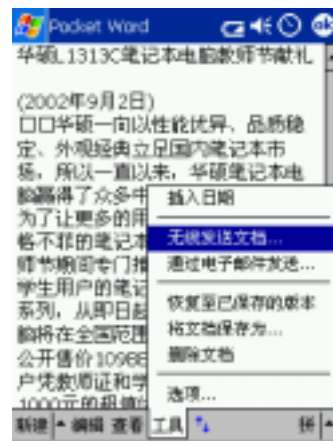 Pocket Word
ok
华硕L1313C笔记本电脑教师节献礼
(2002年9月2日)
口口华硕一向以性能优异、品质稳
定、外观经典立足国内笔记本市
场，所以一直以来，华硕笔记本电
脑赢得了众多中
为了让更多的用
格不菲的笔记本
师节期间专门推
学生用户的笔记
系列，从即日起
脑将在全国范围
公开售价10988
户凭教师证和学
1000元的现值
插入日期
无线发送文档...
通过电子邮件发送...
恢复至已保存的版本
将文档保存为...
删除文档
选项...
新建 编辑 查看 工具 拼